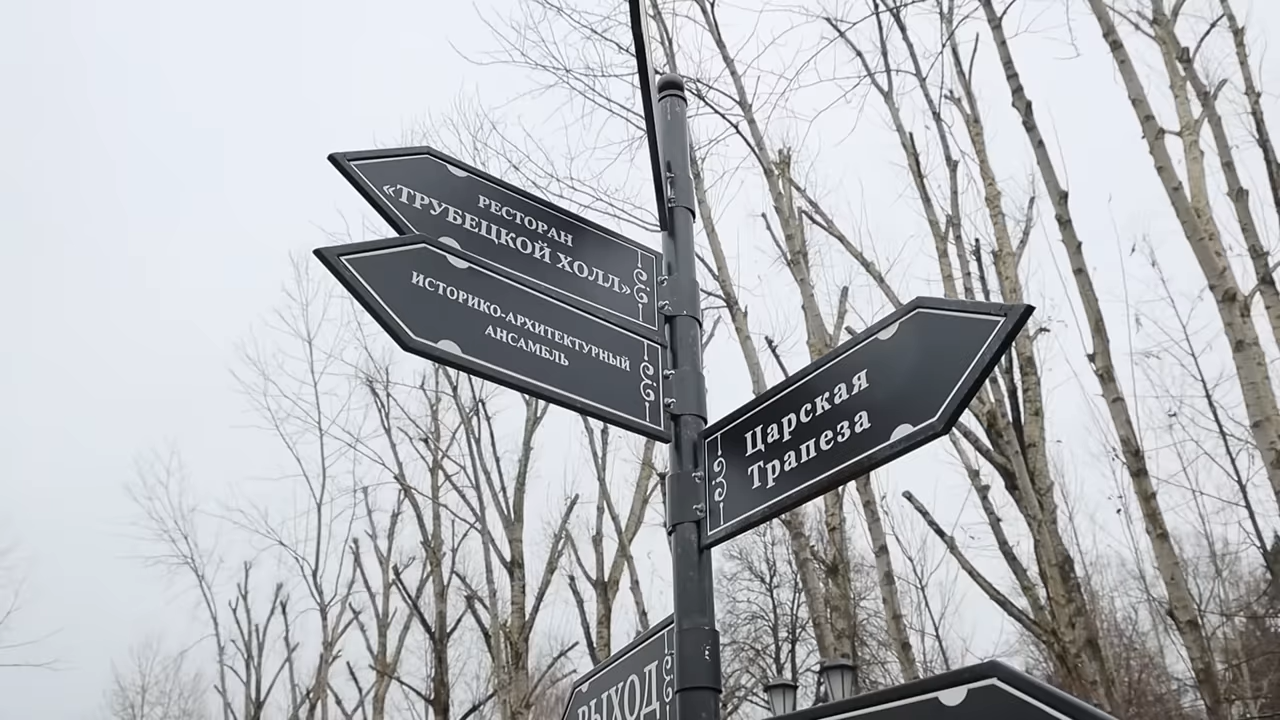 РЕСТОРАН
«ТРУБЕЦКОЙ ХОЛЛ»
ИСТОРИКО-АРХИТЕКТУРНЫЙ
АНСАМБЛЬ
Царская
Трапеза
ВЫХОД